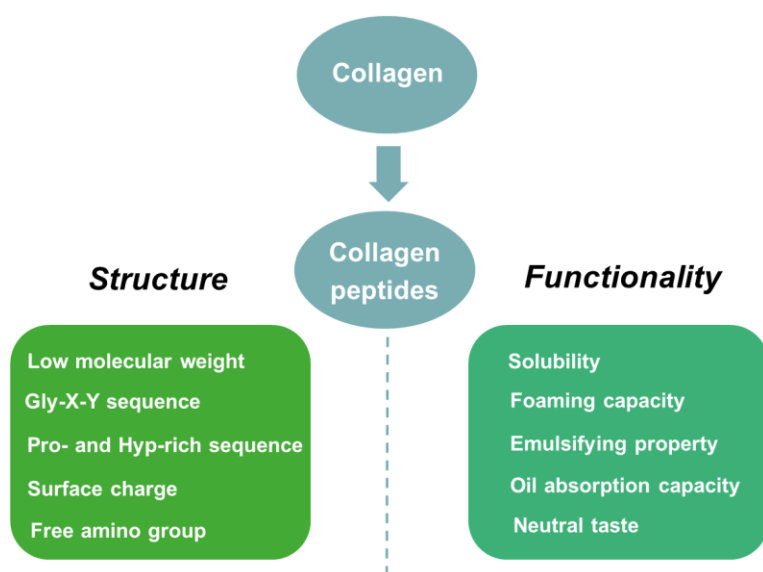 Collagen
Collagen
peptides
Structure
Low molecular weight
Gly-X-Y sequence
Pro- and Hyp-rich sequence
Surface charge
Free amino group
Functionality
Solubility
Foaming capacity
Emulsifying property
Oil absorption capacity
Neutral taste